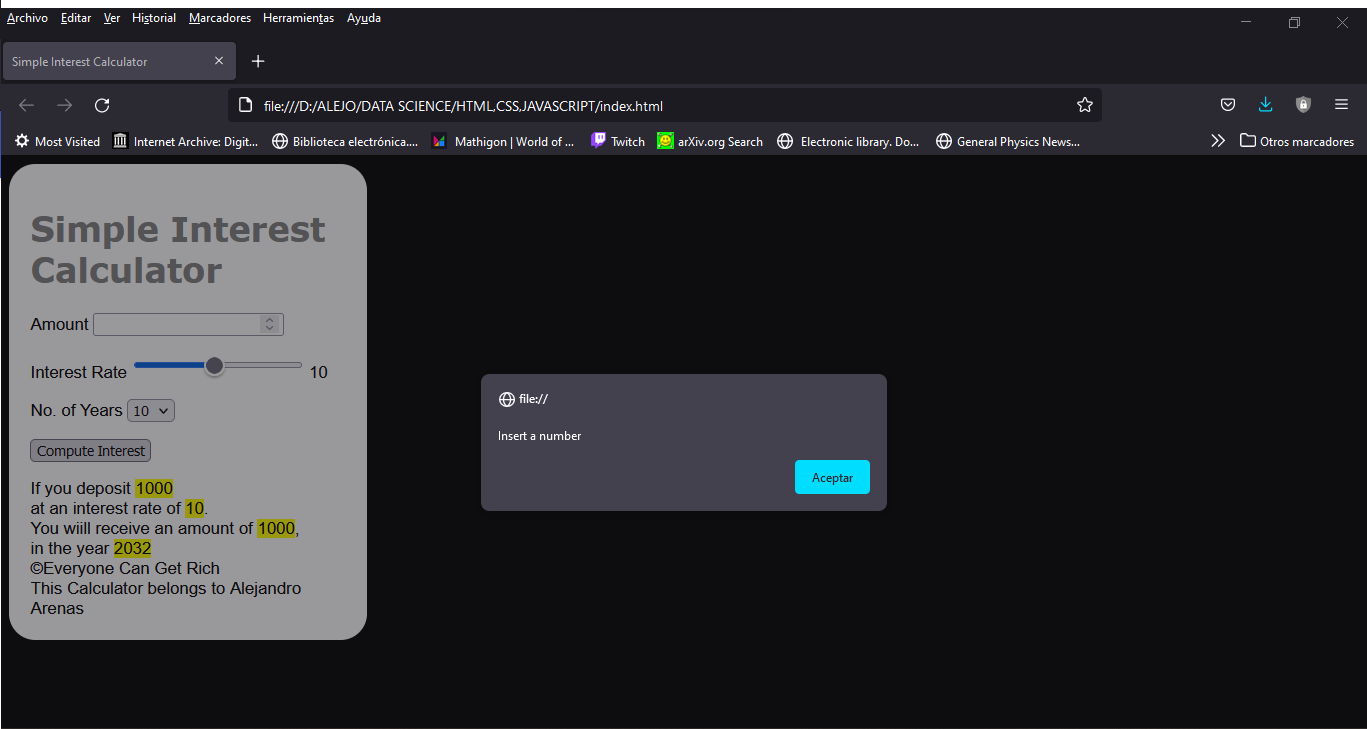 Archivo Editar Ver Historial Marcadores Herramientas Ayuda
Simple Interest Calculator
file:///D:/ALEJO/DATA SCIENCE/HTML,CSS,JAVASCRIPT/index.html
Most Visited Internet Archive: Digit... Biblioteca electrónica.... Mathigon | World of ... Twitch arXiv.org Search Electronic library. Do... General Physics News... Otros marcadores
Simple Interest
Calculator
Amount
Interest Rate 10
No. of Years 10
Compute Interest
If you deposit 1000
at an interest rate of 10.
You wiill receive an amount of 1000,
in the year 2032
©Everyone Can Get Rich
This Calculator belongs to Alejandro
Arenas
file://
Insert a number
Aceptar